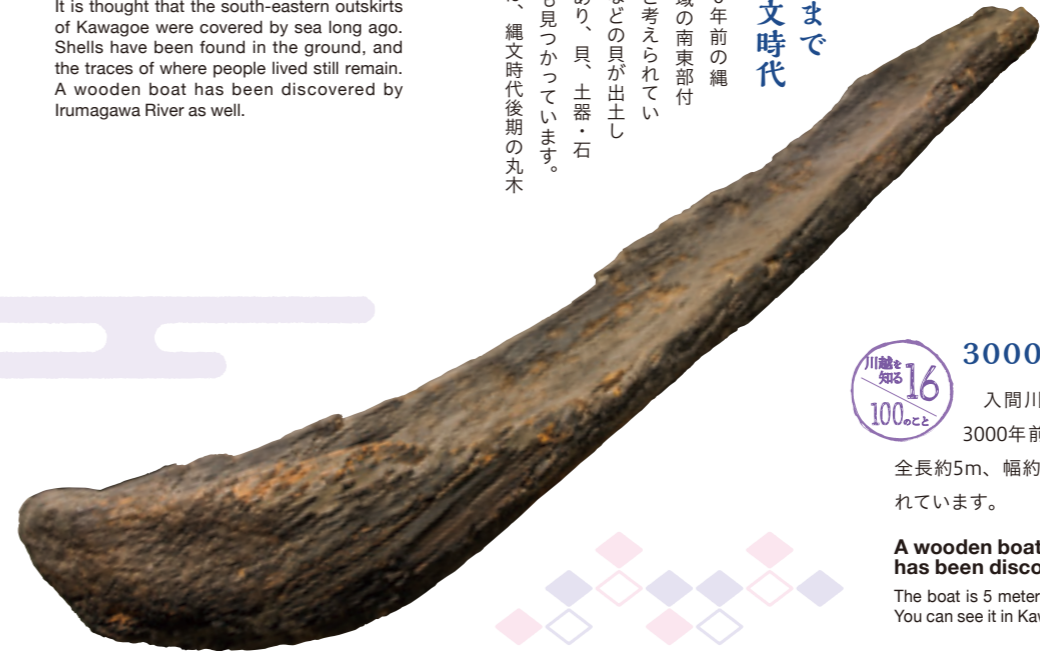 It is thought that the south-eastern outskirts
of Kawagoe were covered by sea long ago.
Shells have been found in the ground, and
the traces of where people lived still remain.
A wooden boat has been discovered by
Irumagawa River as well.
まで
文時代
年前の縄
域の南東部付
と考えられてい
などの貝が出土し
あり、貝、土器・石
も見つかっています。
、縄文時代後期の丸木
川越を
知る16
100のこと
3000
入間川
3000年前
全長約5m、幅約
れています。
A wooden boat
has been disco
The boat is 5 meter
You can see it in Kaw